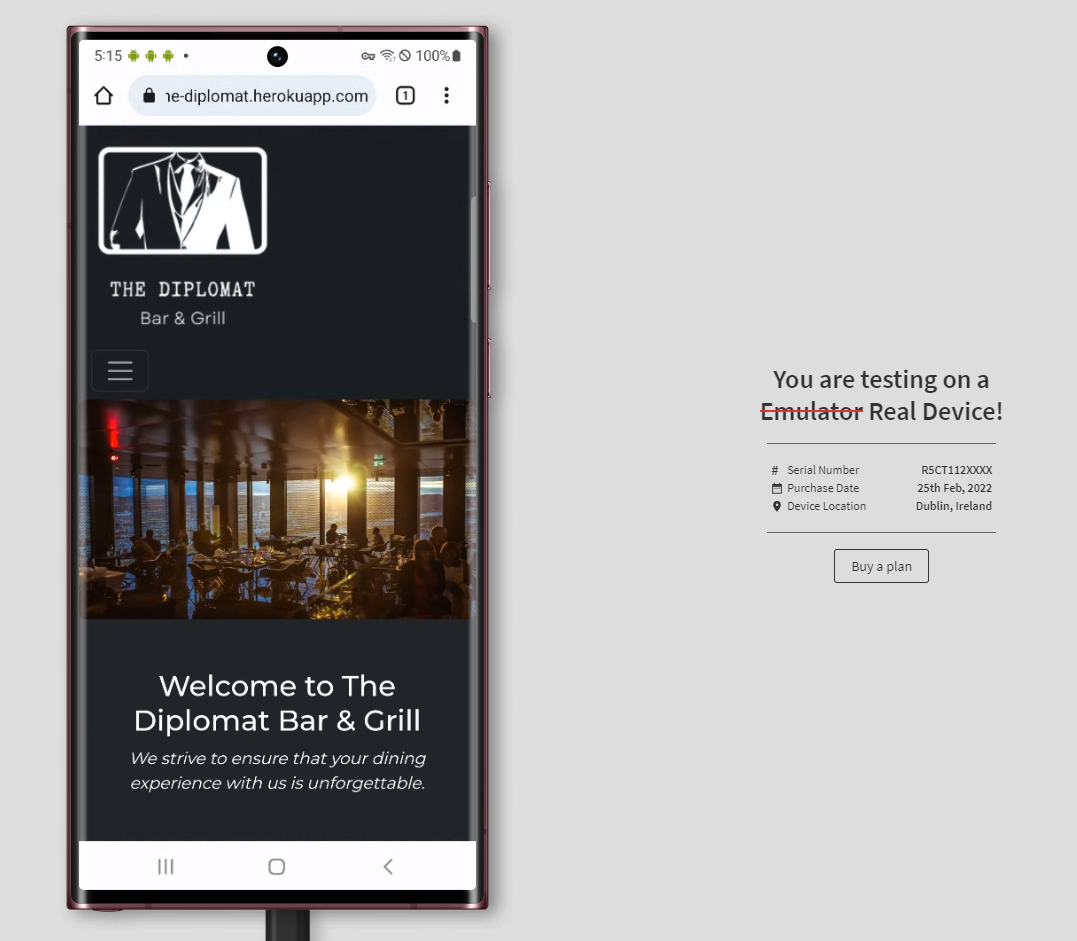 5:15
100%
ne-diplomat.herokuapp.com
1
THE DIPLOMAT
Bar & Grill
Welcome to The
Diplomat Bar & Grill
We strive to ensure that your dining
experience with us is unforgettable.
You are testing on a
Emulator Real Device!
# Serial Number R5CT112XXXX
Purchase Date 25th Feb, 2022
Device Location Dublin, Ireland
Buy a plan